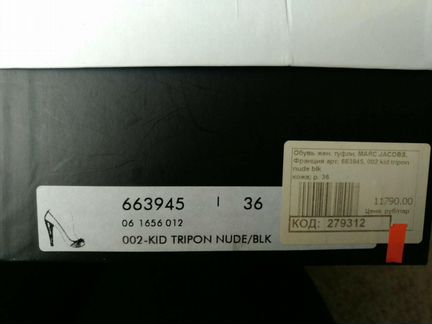 663945 | 36
06 1656 012
002-KID TRIPON NUDE/BLK
Обувь жен. туфли, MARC JACOBS,
Франция арт. 663945, 002 kid tripon
nude blk
кожа; р. 36
11790.00
Цена: руб/пар
КОД: 279312